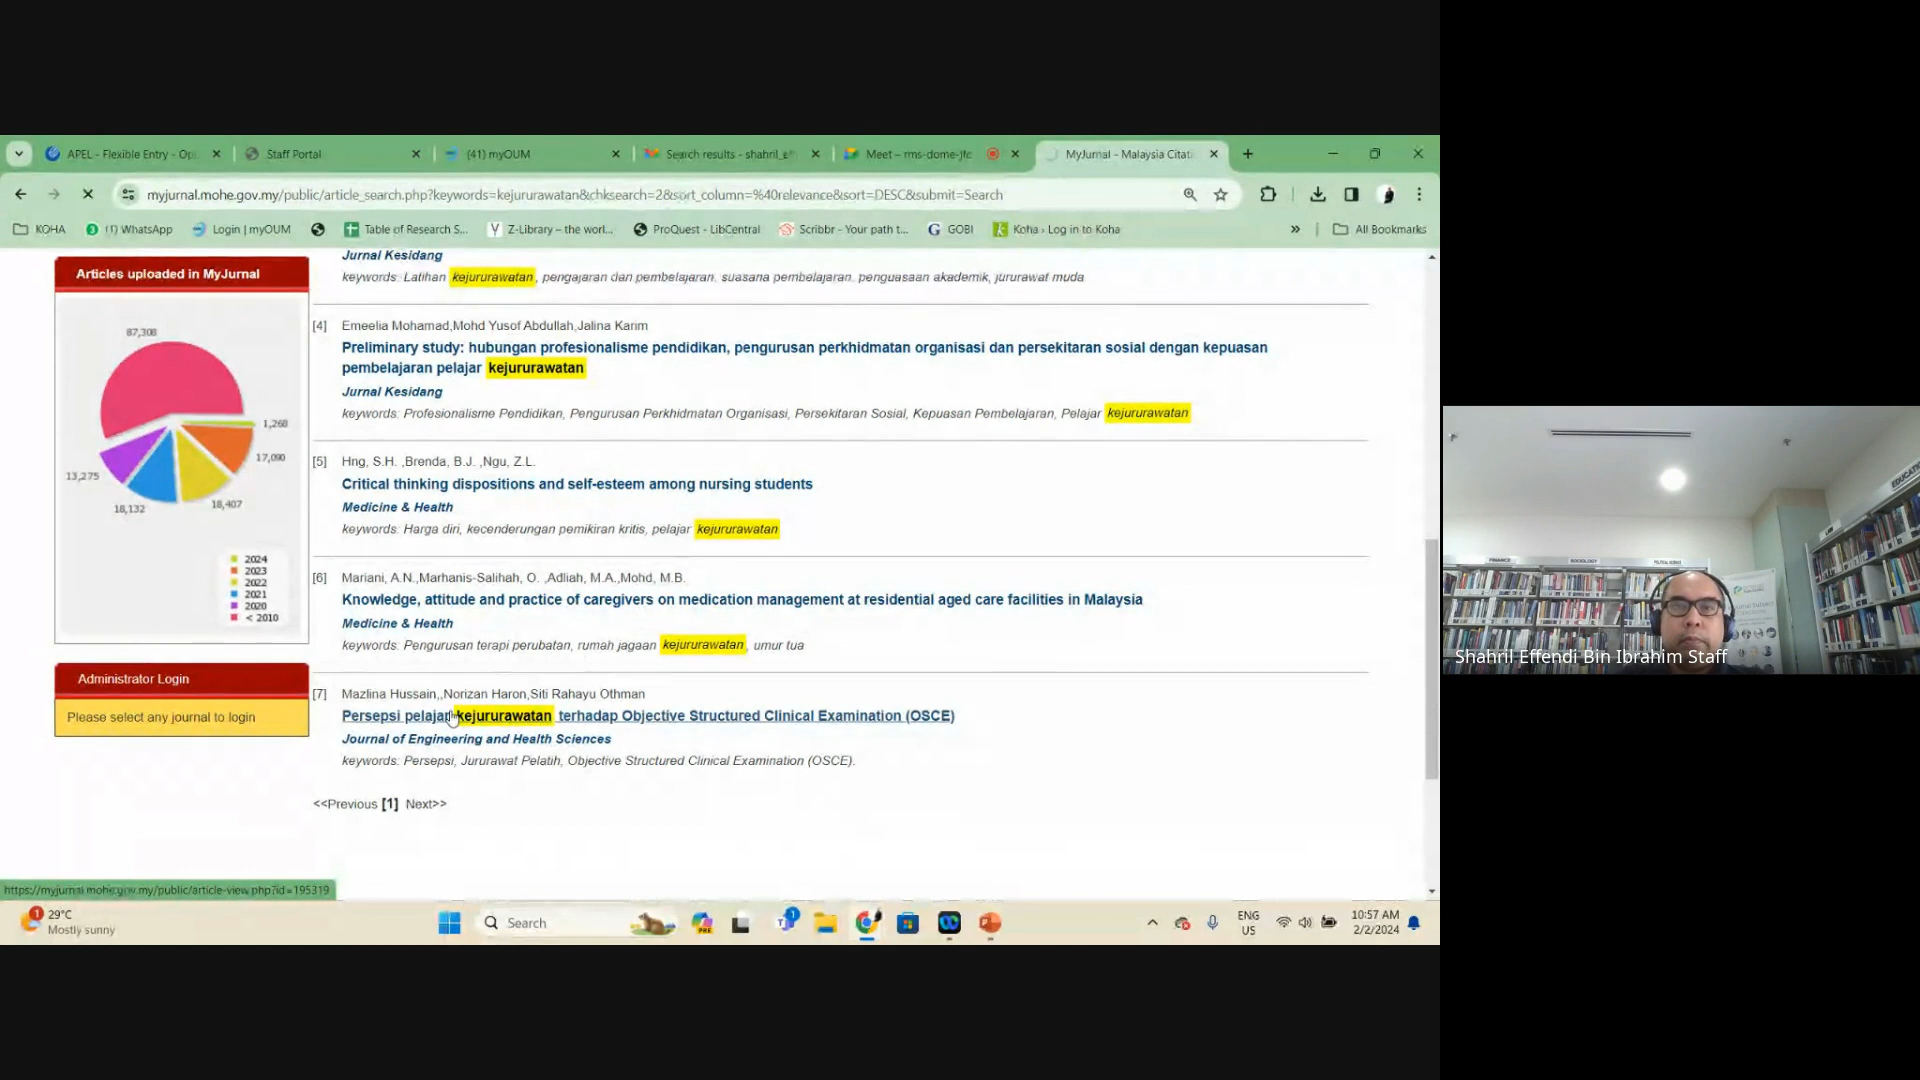 APEL - Flexible Entry - Op
Staff Portal
(41) myOUM
Search results - shahril_e
Meet – rms-dome-jfc
MyJournal - Malaysia Citati
myjournal.mohe.gov.my/public/article_search.php?keywords=kejururawatan&chksearch=2&sort_column=%40relevance&sort=DESC&submit=Search
KOHA
(1) WhatsApp
Login | myOUM
Table of Research S...
Z-Library – the worl...
ProQuest - LibCentral
Scribbr - Your path t...
GOBI
Koha › Log in to Koha
»
All Bookmarks
Articles uploaded in MyJournal
87,308
1,268
17,090
18,407
18,132
13,275
2024
2023
2022
2021
2020
< 2010
Administrator Login
Please select any journal to login
Jurnal Kesidang
keywords: Latihan kejururawatan, pengajaran dan pembelajaran, suasana pembelajaran, penguasaan akademik, jururawat muda
[4] Emeelia Mohamad,Mohd Yusof Abdullah,Jalina Karim
Preliminary study: hubungan profesionalisme pendidikan, pengurusan perkhidmatan organisasi dan persekitaran sosial dengan kepuasan
pembelajaran pelajar kejururawatan
Jurnal Kesidang
keywords: Profesionalisme Pendidikan, Pengurusan Perkhidmatan Organisasi, Persekitaran Sosial, Kepuasan Pembelajaran, Pelajar kejururawatan
[5] Hng, S.H. ,Brenda, B.J. ,Ngu, Z.L.
Critical thinking dispositions and self-esteem among nursing students
Medicine & Health
keywords: Harga diri, kecenderungan pemikiran kritis, pelajar kejururawatan
[6] Mariani, A.N.,Marhanis-Salihah, O. ,Adliah, M.A.,Mohd, M.B.
Knowledge, attitude and practice of caregivers on medication management at residential aged care facilities in Malaysia
Medicine & Health
keywords: Pengurusan terapi perubatan, rumah jagaan kejururawatan, umur tua
[7] Mazlina Hussain,,Norizan Haron,Siti Rahayu Othman
Persepsi pelajar kejururawatan terhadap Objective Structured Clinical Examination (OSCE)
Journal of Engineering and Health Sciences
keywords: Persepsi, Jururawat Pelatih, Objective Structured Clinical Examination (OSCE).
<<Previous [1] Next>>
https://myjurnal.mohe.gov.my/public/article-view.php?id=195319
1
29°C
Mostly sunny
Search
PRE
1
ENG
US
10:57 AM
2/2/2024
EDUCATI
LAW
FINANCE
SOCIOLOGY
POLITICAL SCIENCE
Shahril Effendi Bin Ibrahim Staff